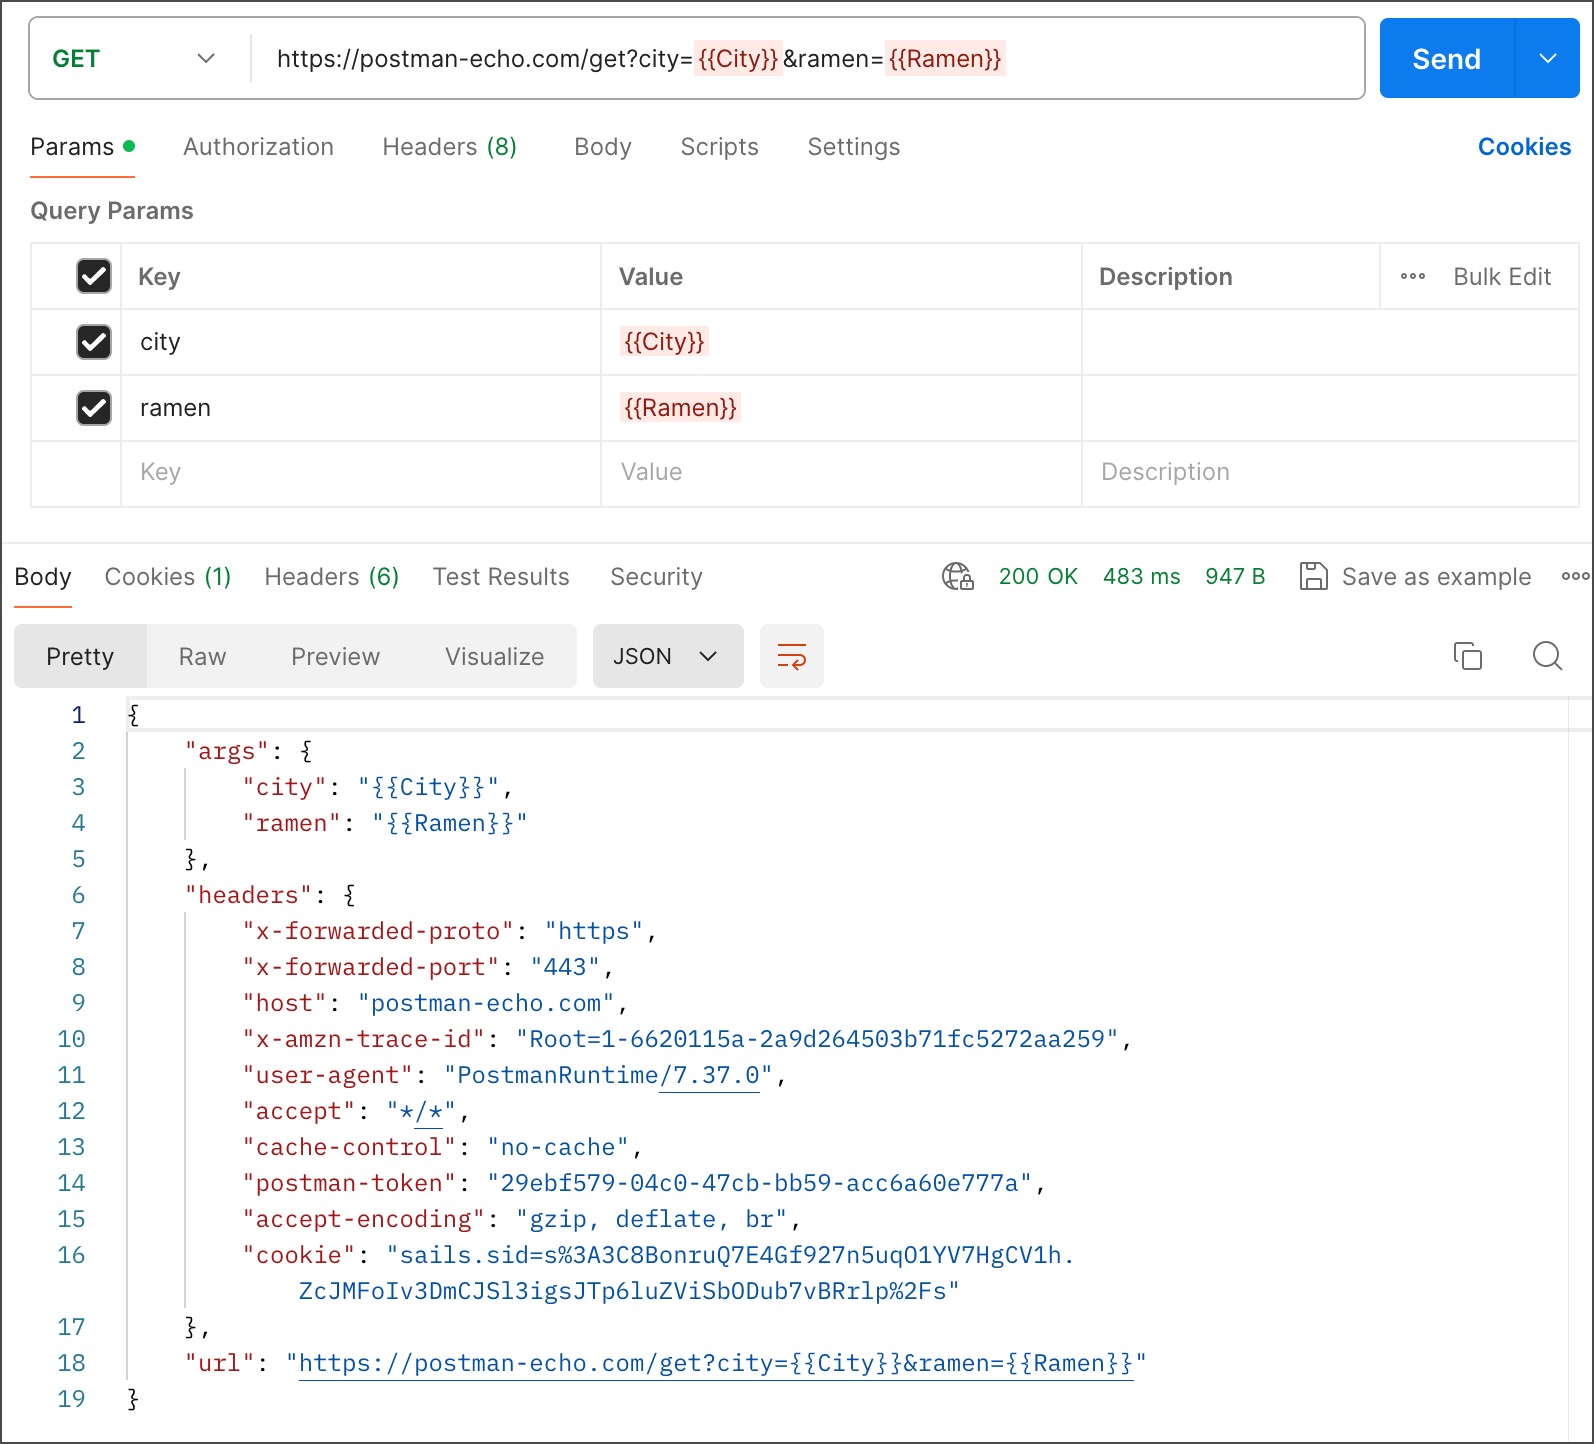 GET https://postman-echo.com/get?city={{City}}&ramen={{Ramen}} Send
Params Authorization Headers (8) Body Scripts Settings Cookies
Query Params
Key Value Description Bulk Edit
city {{City}}
ramen {{Ramen}}
Key Value Description
Body Cookies (1) Headers (6) Test Results Security 200 OK 483 ms 947 B Save as example
Pretty Raw Preview Visualize JSON
1 {
2 "args": {
3 "city": "{{City}}",
4 "ramen": "{{Ramen}}"
5 },
6 "headers": {
7 "x-forwarded-proto": "https",
8 "x-forwarded-port": "443",
9 "host": "postman-echo.com",
10 "x-amzn-trace-id": "Root=1-6620115a-2a9d264503b71fc5272aa259",
11 "user-agent": "PostmanRuntime/7.37.0",
12 "accept": "*/*",
13 "cache-control": "no-cache",
14 "postman-token": "29ebf579-04c0-47cb-bb59-acc6a60e777a",
15 "accept-encoding": "gzip, deflate, br",
16 "cookie": "sails.sid=s%3A3C8BonruQ7E4Gf927n5uqO1YV7HgCV1h.
ZcJMFoIv3DmCJSl3igsJTp6luZViSbODub7vBRrlp%2Fs"
17 },
18 "url": "https://postman-echo.com/get?city={{City}}&ramen={{Ramen}}"
19 }